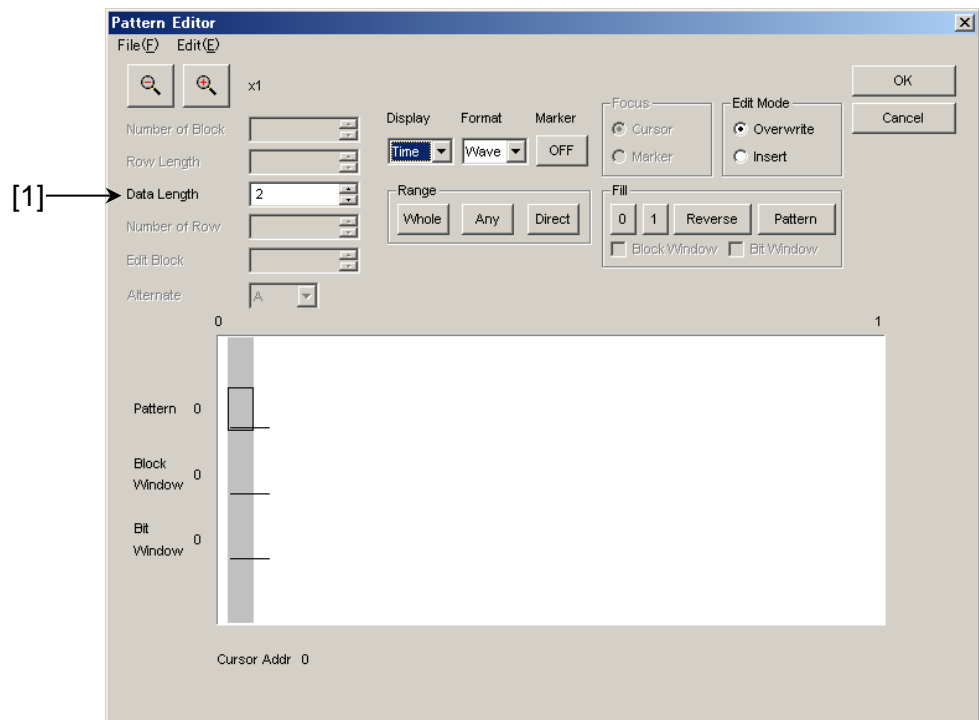 Pattern Editor
File(F) Edit(E)
x1
OK
Cancel
Number of Block
Row Length
[1] Data Length 2
Number of Row
Edit Block
Alternate A
Display Format Marker
Time Wave OFF
Focus
Cursor
Marker
Edit Mode
Overwrite
Insert
Range
Whole Any Direct
Fill
0 1 Reverse Pattern
Block Window Bit Window
0 1
Pattern 0
Block
Window 0
Bit
Window 0
Cursor Addr 0